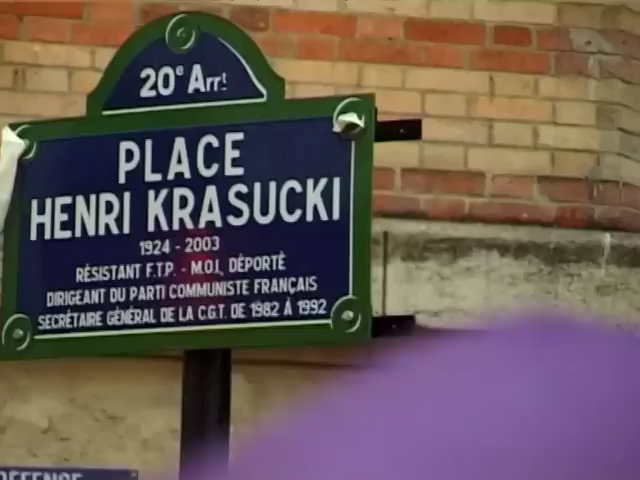 20e Arrt
PLACE
HENRI KRASUCKI
1924 - 2003
RÉSISTANT F.T.P. - M.O.I., DÉPORTÉ
DIRIGEANT DU PARTI COMMUNISTE FRANÇAIS
SECRÉTAIRE GÉNÉRAL DE LA C.G.T. DE 1982 À 1992